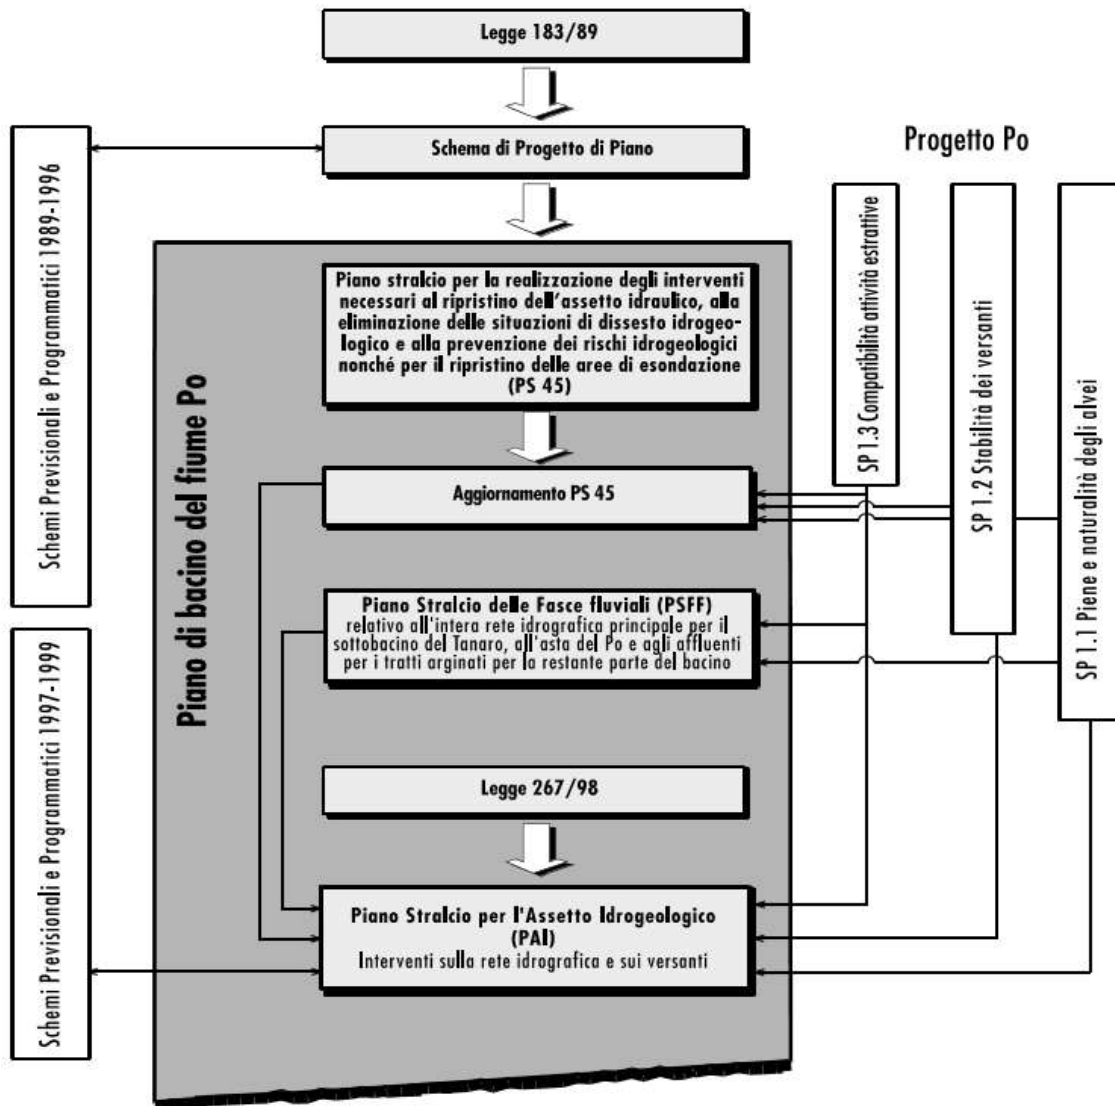 Legge 183/89
Schema di Progetto di Piano
Progetto Po
Schemi Previsionali e Programmatici 1989-1996
Schemi Previsionali e Programmatici 1997-1999
Piano di bacino del fiume Po
Piano stralcio per la realizzazione degli interventi
necessari al ripristino dell'assetto idraulico, alla
eliminazione delle situazioni di dissesto idrogeo-
logico e alla prevenzione dei rischi idrogeologici
nonché per il ripristino delle aree di esondazione
(PS 45)
Aggiornamento PS 45
Piano Stralcio delle Fasce fluviali (PSFF)
relativo all'intera rete idrografica principale per il
sottobacino del Tanaro, all'asta del Po e agli affluenti
per i tratti arginati per la restante parte del bacino
Legge 267/98
Piano Stralcio per l'Assetto Idrogeologico
(PAI)
Interventi sulla rete idrografica e sui versanti
SP 1.3 Compatibilità attività estrattive
SP 1.2 Stabilità dei versanti
SP 1.1 Piene e naturalità degli alvei